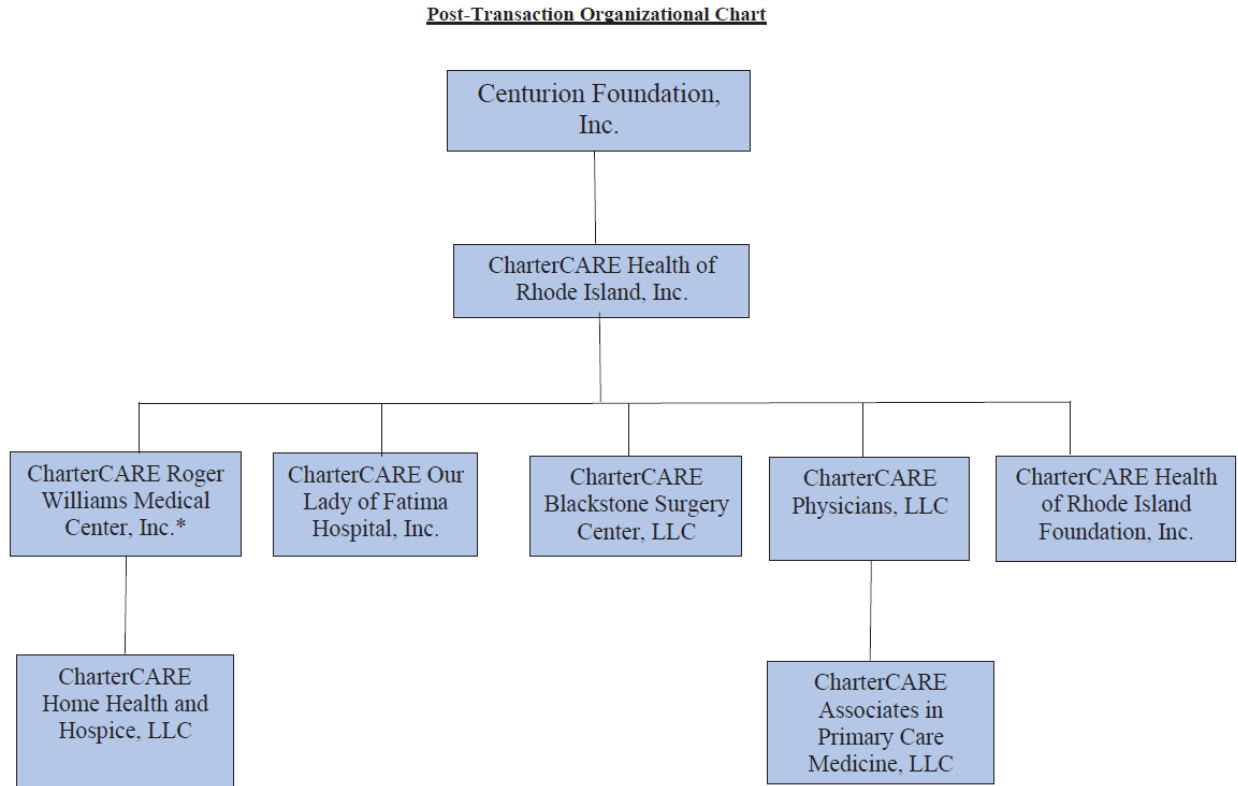 Post-Transaction Organizational Chart
Centurion Foundation,
Inc.
CharterCARE Health of
Rhode Island, Inc.
CharterCARE Roger
Williams Medical
Center, Inc.*
CharterCARE Our
Lady of Fatima
Hospital, Inc.
CharterCARE
Blackstone Surgery
Center, LLC
CharterCARE
Physicians, LLC
CharterCARE Health
of Rhode Island
Foundation, Inc.
CharterCARE
Home Health and
Hospice, LLC
CharterCARE
Associates in
Primary Care
Medicine, LLC